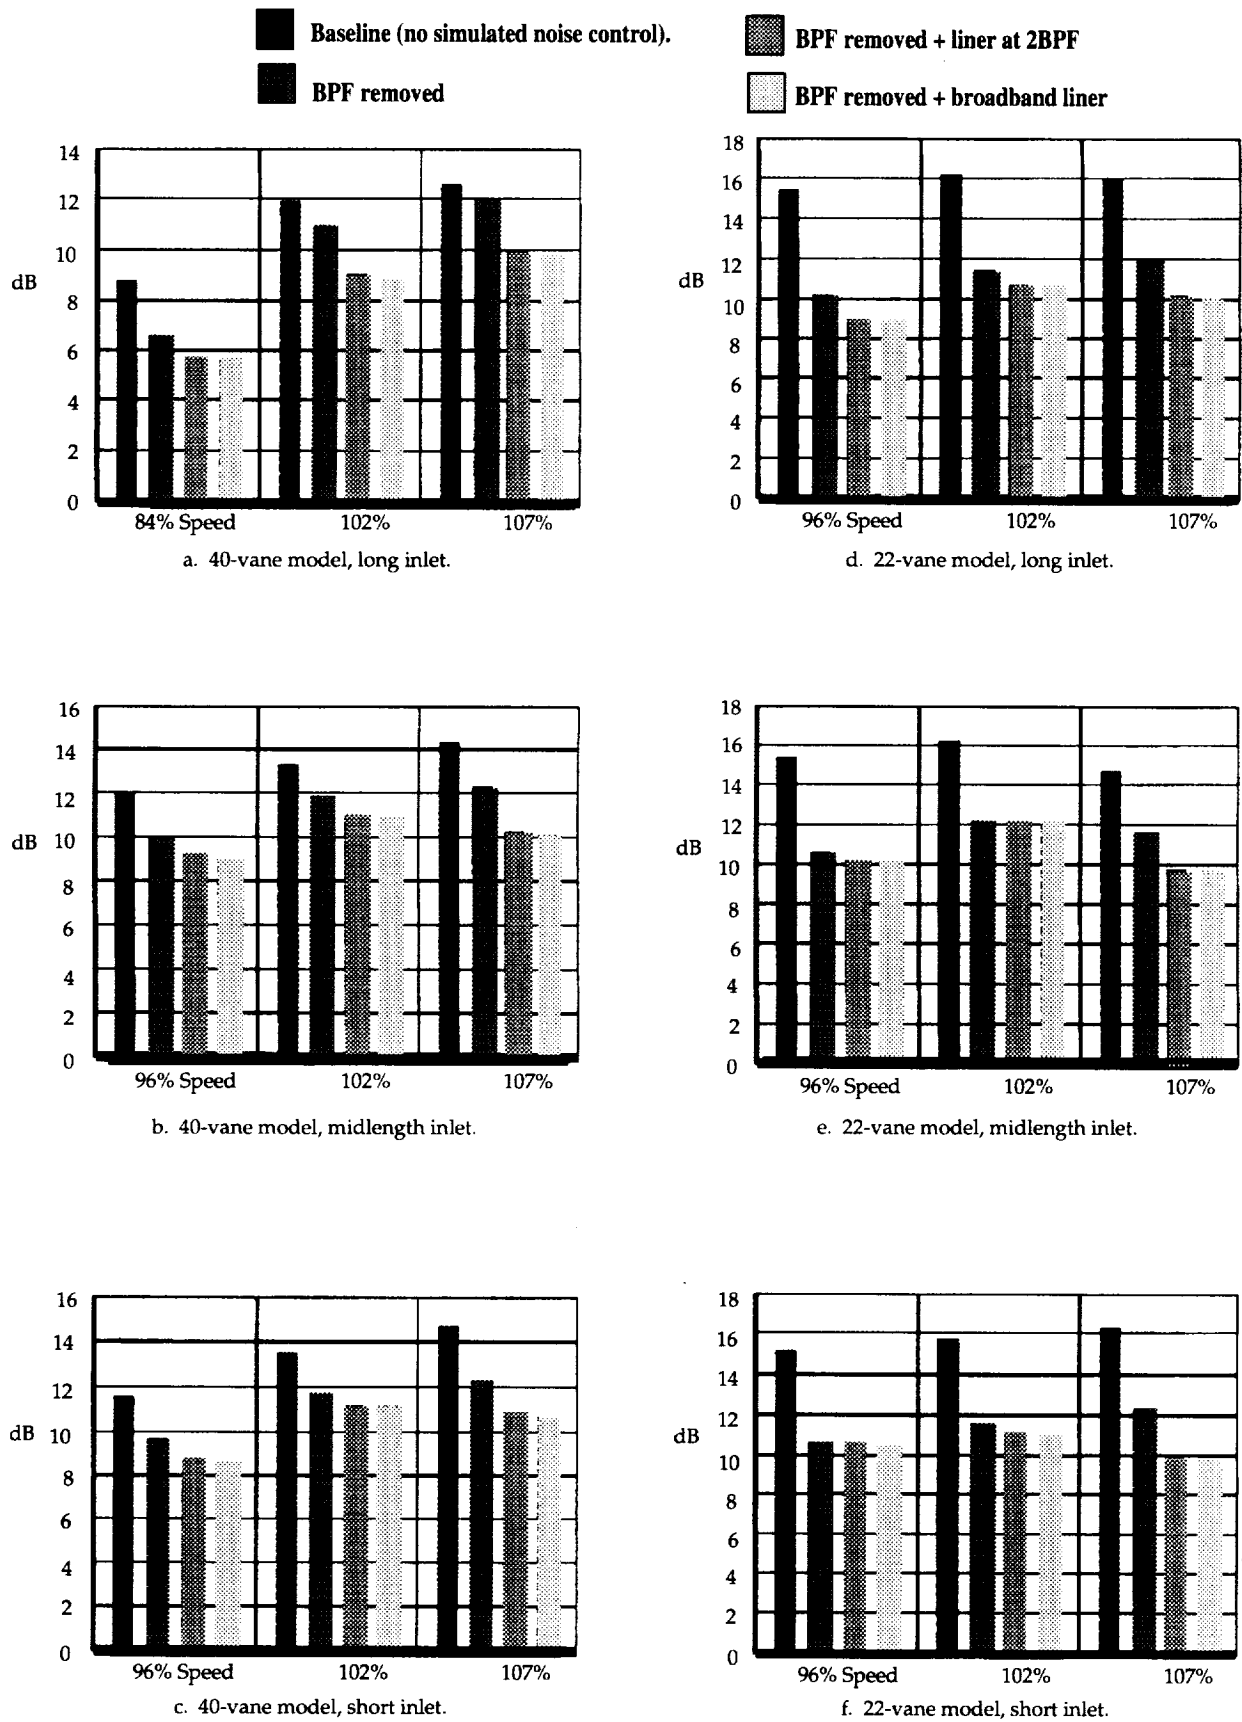 Baseline (no simulated noise control).
BPF removed
BPF removed + liner at 2BPF
BPF removed + broadband liner
14
12
10
dB
8
6
4
2
0
84% Speed 102% 107%
a. 40-vane model, long inlet.
18
16
14
12
dB
10
8
6
4
2
0
96% Speed 102% 107%
d. 22-vane model, long inlet.
16
14
12
10
dB
8
6
4
2
0
96% Speed 102% 107%
b. 40-vane model, midlength inlet.
18
16
14
12
dB
10
8
6
4
2
0
96% Speed 102% 107%
e. 22-vane model, midlength inlet.
16
14
12
dB 10
8
6
4
2
0
96% Speed 102% 107%
c. 40-vane model, short inlet.
18
16
14
12
dB
10
8
6
4
2
0
96% Speed 102% 107%
f. 22-vane model, short inlet.